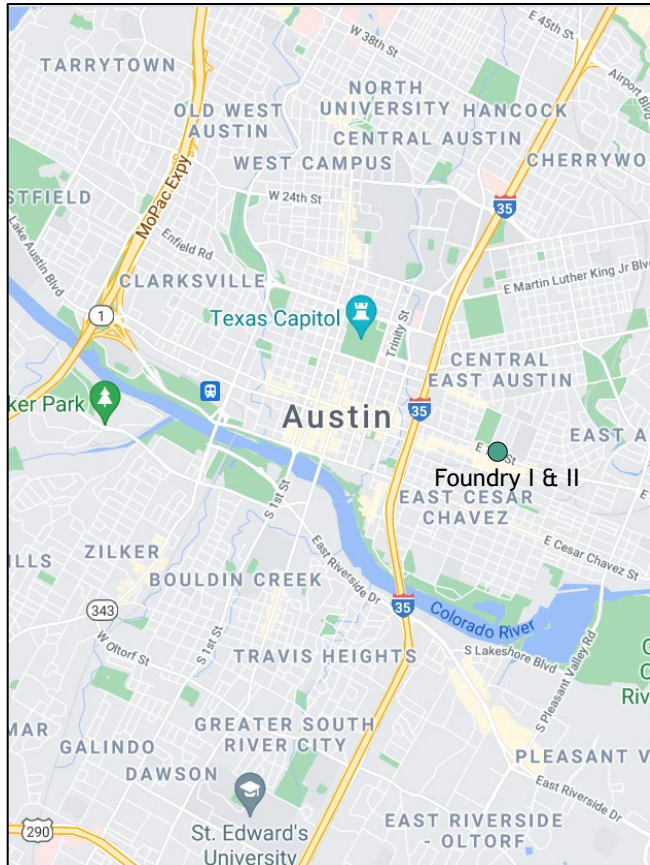 E 45th St
W 38th St
TARRYTOWN
Airport Blvd
NORTH
UNIVERSITY
HANCOCK
OLD WEST
AUSTIN
CENTRAL AUSTIN
WEST CAMPUS
CHERRYWO
MoPac Expy
W 24th St
35
STFIELD
Lake Austin Blvd
Enfield Rd
CLARKSVILLE
E Martin Luther King Jr Blvd
1
Texas Capitol
Trinity St
CENTRAL
EAST AUSTIN
ker Park
35
Austin
EAST A
E
St
Foundry I & II
S 1st St
EAST CESAR
CHAVEZ
E Cesar Chavez St
ILLS
ZILKER
East Riverside Dr
BOULDIN CREEK
343
35
Colorado River
W Oltorf St
S 1st St
TRAVIS HEIGHTS
S Lakeshore Blvd
S Pleasant Valley Rd
G
C
Riv
MAR
GREATER SOUTH
RIVER CITY
GALINDO
DAWSON
PLEASANT V
East Riverside Dr
290
St. Edward's
University
EAST RIVERSIDE
- OLTORF